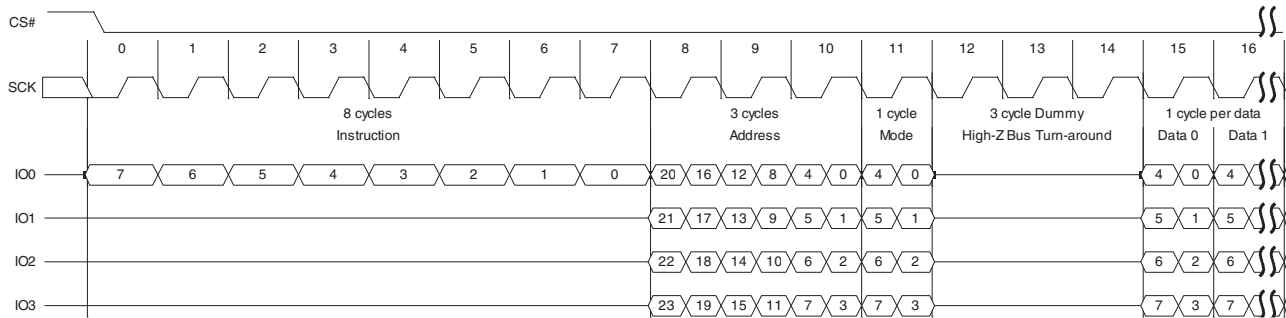 CS#
0 1 2 3 4 5 6 7 8 9 10 11 12 13 14 15 16
SCK
8 cycles 3 cycles 1 cycle 3 cycle Dummy 1 cycle per data
Instruction Address Mode High-Z Bus Turn-around Data 0 Data 1
IO0 7 6 5 4 3 2 1 0 20 16 12 8 4 0 4 0 4 0 4
IO1 21 17 13 9 5 1 5 1 5 1 5
IO2 22 18 14 10 6 2 6 2 6 2 6
IO3 23 19 15 11 7 3 7 3 7 3 7